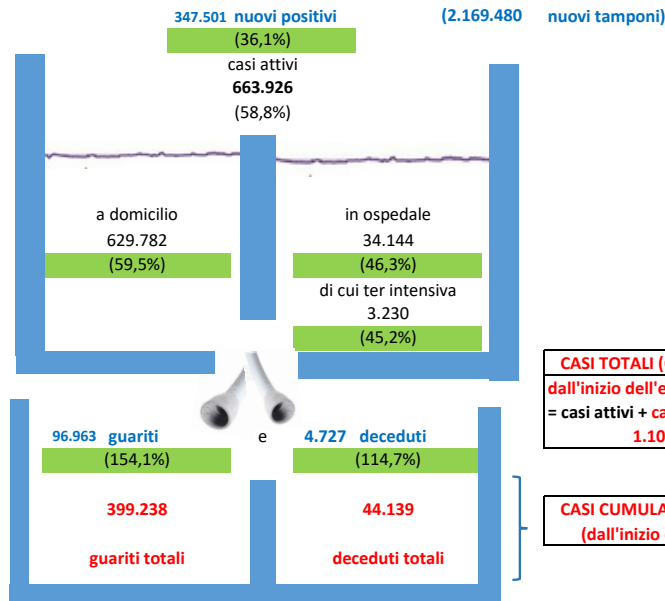 347.501 nuovi positivi (2.169.480 nuovi tamponi)
(36,1%)
casi attivi
663.926
(58,8%)
a domicilio in ospedale
629.782 34.144
(59,5%) (46,3%)
di cui ter intensiva
3.230
(45,2%)
CASI TOTALI (
dall'inizio dell'e
= casi attivi + ca
1.10
96.963 guariti e 4.727 deceduti
(154,1%) (114,7%)
399.238 44.139
CASI CUMULA
(dall'inizio
guariti totali deceduti totali